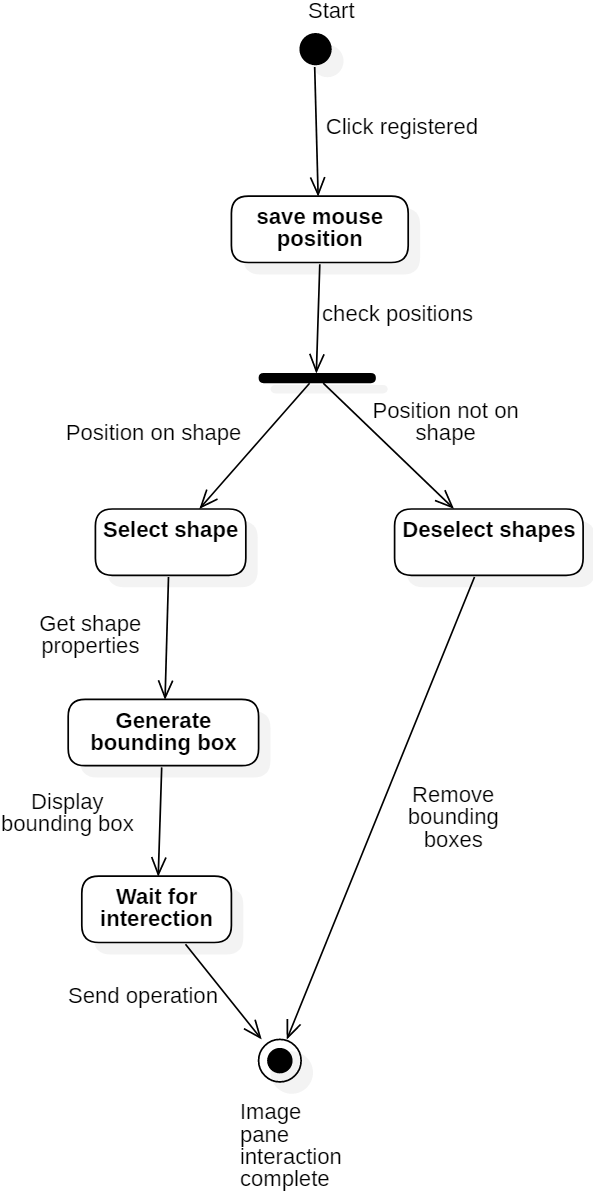 Start
Click registered
save mouse
position
check positions
Position on shape
Position not on
shape
Select shape
Deselect shapes
Get shape
properties
Generate
bounding box
Display
bounding box
Remove
bounding
boxes
Wait for
interection
Send operation
Image
pane
interaction
complete